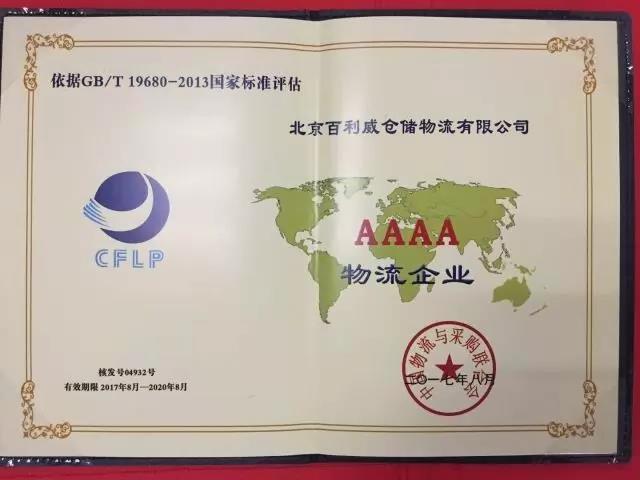 依据GB/T 19680-2013国家标准评估
北京百利威仓储物流有限公司
AAAA
物流企业
CFLP
核发号04932号
有效期限 2017年8月—2020年8月
中国物流与采购联合会
二〇一七年八月